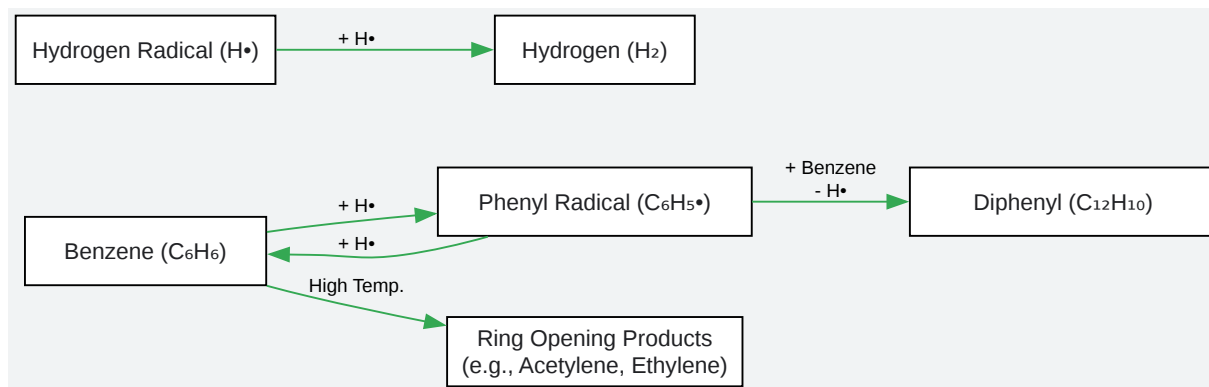 Hydrogen Radical (H•)
+ H•
Hydrogen (H₂)
+ Benzene
- H•
Phenyl Radical (C₆H₅•)
Diphenyl (C₁₂H₁₀)
+ H•
+ H•
Benzene (C₆H₆)
High Temp.
Ring Opening Products
(e.g., Acetylene, Ethylene)